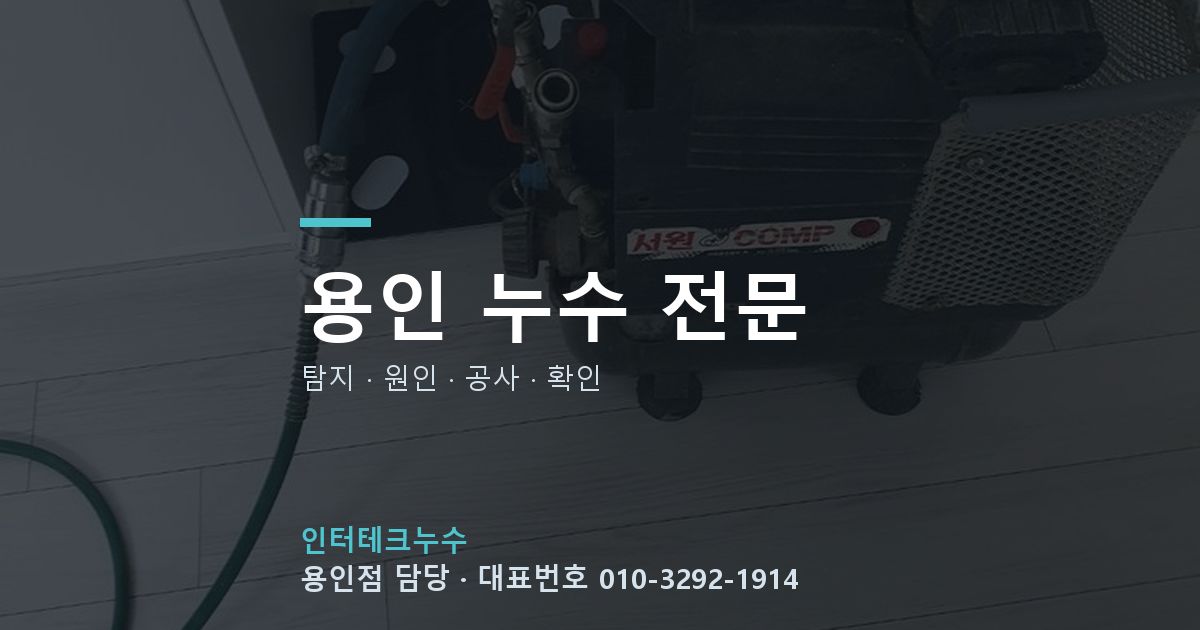 서원 COMP
용인 누수 전문
탐지 · 원인 · 공사 · 확인
인터테크누수
용인점 담당 · 대표번호 010-3292-1914